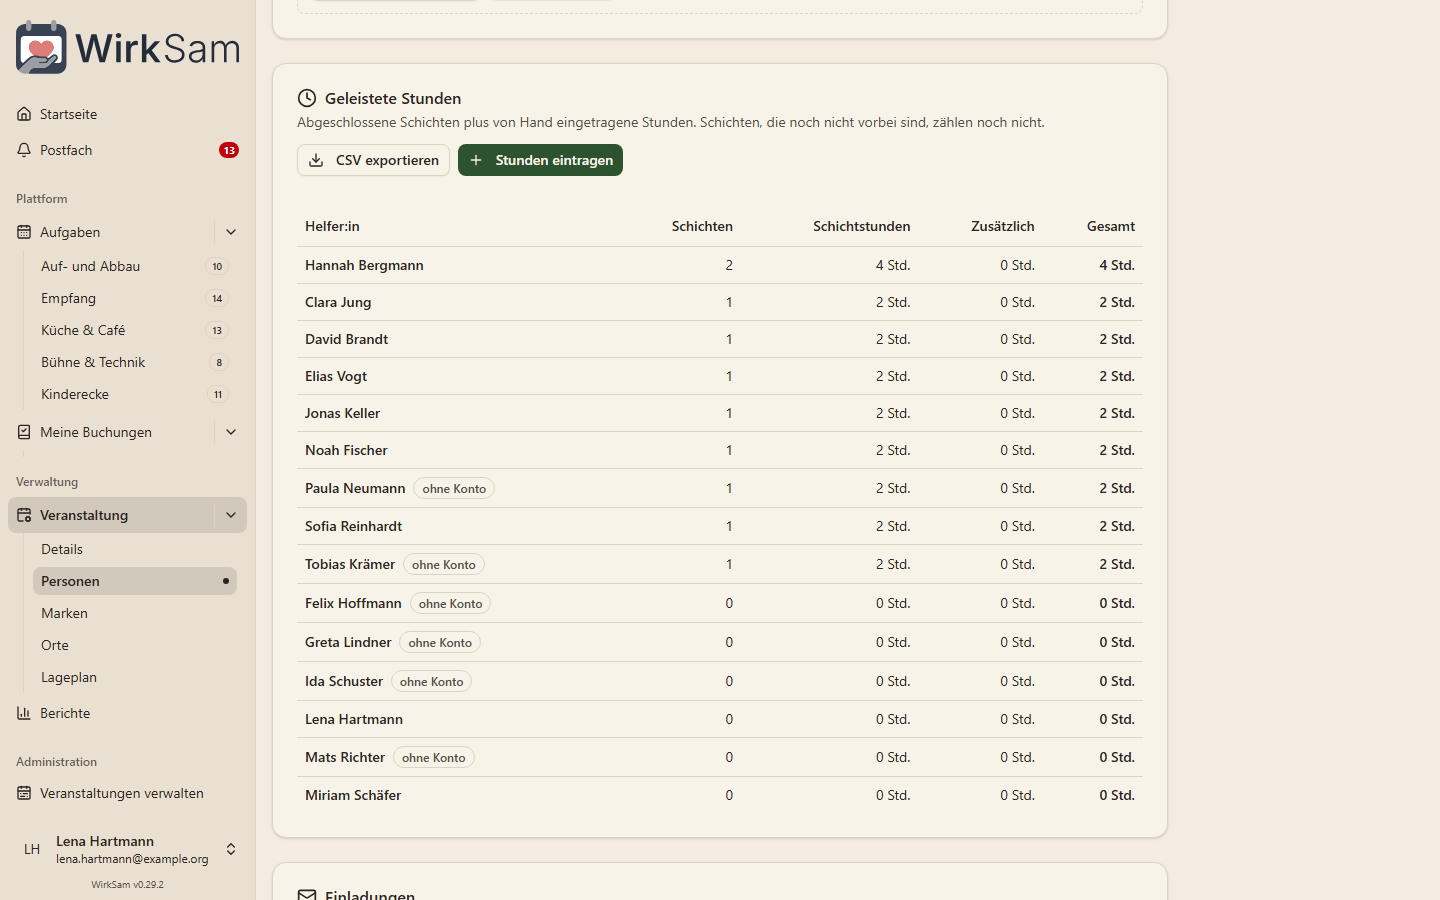 WirkSam
Startseite
Postfach 13
Plattform
Aufgaben
Auf- und Abbau 10
Empfang 14
Küche & Café 13
Bühne & Technik 8
Kinderecke 11
Meine Buchungen
Verwaltung
Veranstaltung
Details
Personen
Marken
Orte
Lageplan
Berichte
Administration
Veranstaltungen verwalten
LH Lena Hartmann
lena.hartmann@example.org
WirkSam v0.29.2
Geleistete Stunden
Abgeschlossene Schichten plus von Hand eingetragene Stunden. Schichten, die noch nicht vorbei sind, zählen noch nicht.
CSV exportieren Stunden eintragen
Helfer:in Schichten Schichtstunden Zusätzlich Gesamt
Hannah Bergmann 2 4 Std. 0 Std. 4 Std.
Clara Jung 1 2 Std. 0 Std. 2 Std.
David Brandt 1 2 Std. 0 Std. 2 Std.
Elias Vogt 1 2 Std. 0 Std. 2 Std.
Jonas Keller 1 2 Std. 0 Std. 2 Std.
Noah Fischer 1 2 Std. 0 Std. 2 Std.
Paula Neumann ohne Konto 1 2 Std. 0 Std. 2 Std.
Sofia Reinhardt 1 2 Std. 0 Std. 2 Std.
Tobias Krämer ohne Konto 1 2 Std. 0 Std. 2 Std.
Felix Hoffmann ohne Konto 0 0 Std. 0 Std. 0 Std.
Greta Lindner ohne Konto 0 0 Std. 0 Std. 0 Std.
Ida Schuster ohne Konto 0 0 Std. 0 Std. 0 Std.
Lena Hartmann 0 0 Std. 0 Std. 0 Std.
Mats Richter ohne Konto 0 0 Std. 0 Std. 0 Std.
Miriam Schäfer 0 0 Std. 0 Std. 0 Std.
Einladungen